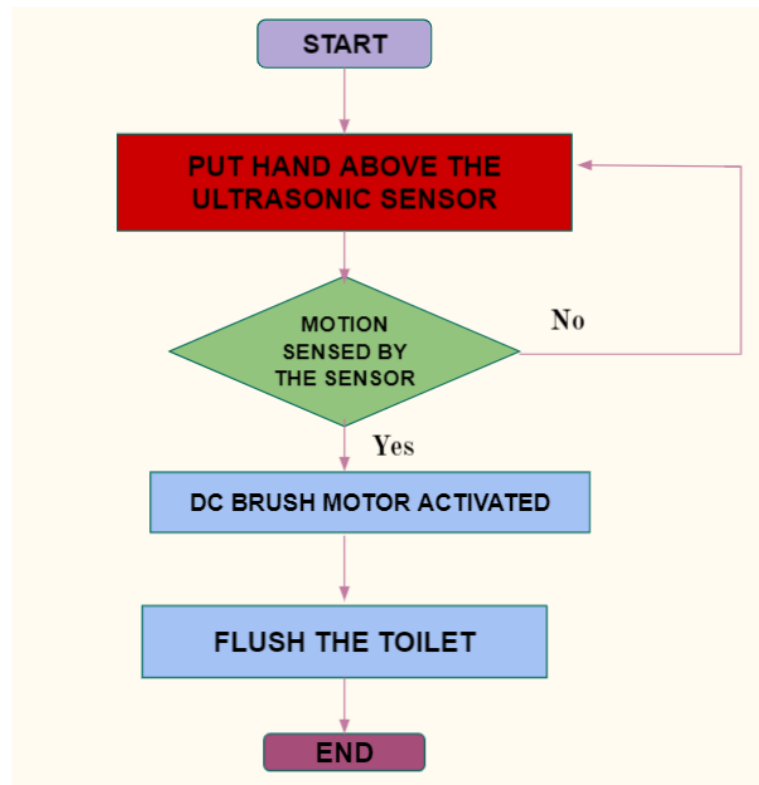 START
PUT HAND ABOVE THE
ULTRASONIC SENSOR
MOTION
SENSED BY
THE SENSOR
No
Yes
DC BRUSH MOTOR ACTIVATED
FLUSH THE TOILET
END